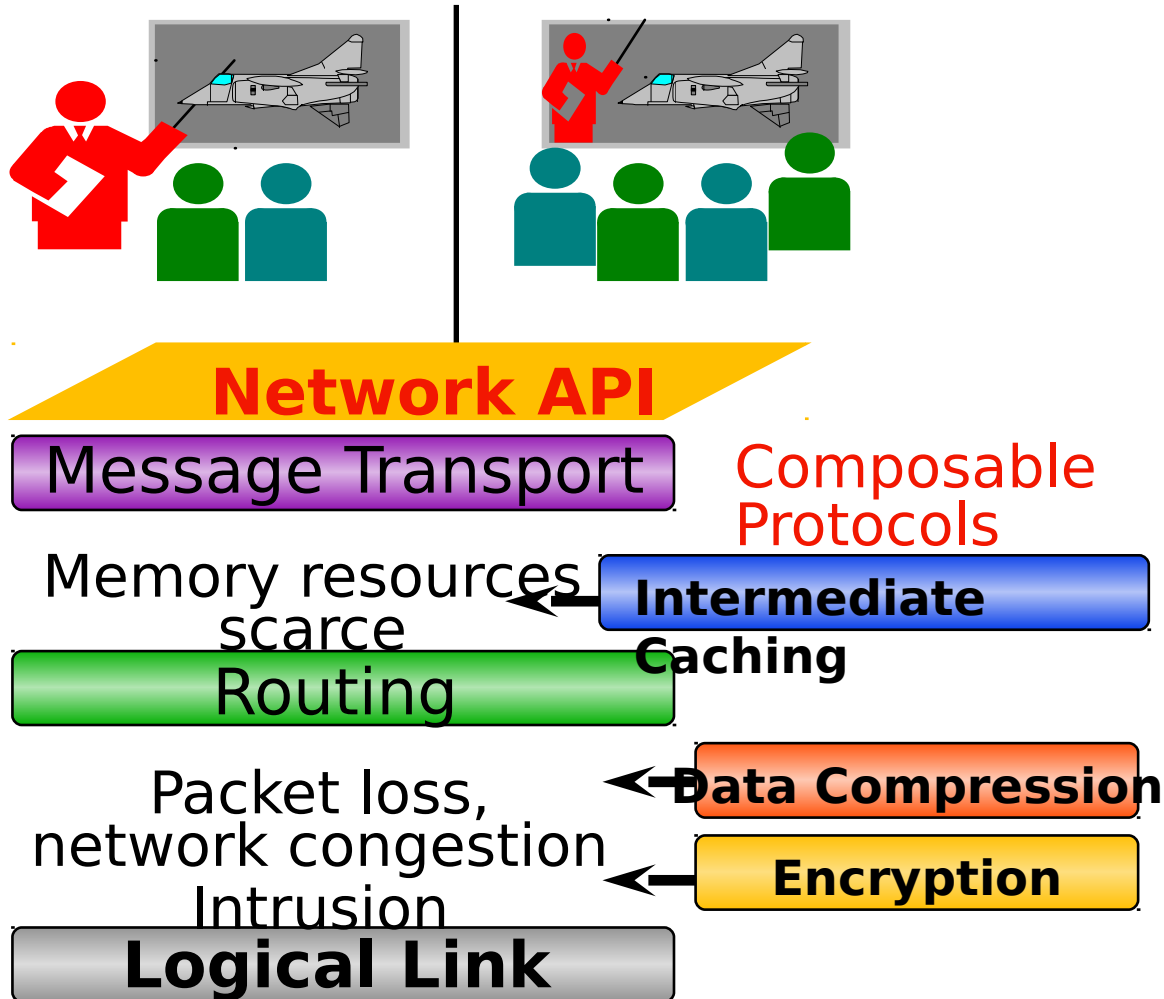 Network API
Message Transport
Composable
Protocols
Memory resources
scarce
Intermediate
Caching
Routing
Packet loss,
network congestion
Data Compression
Intrusion
Encryption
Logical Link